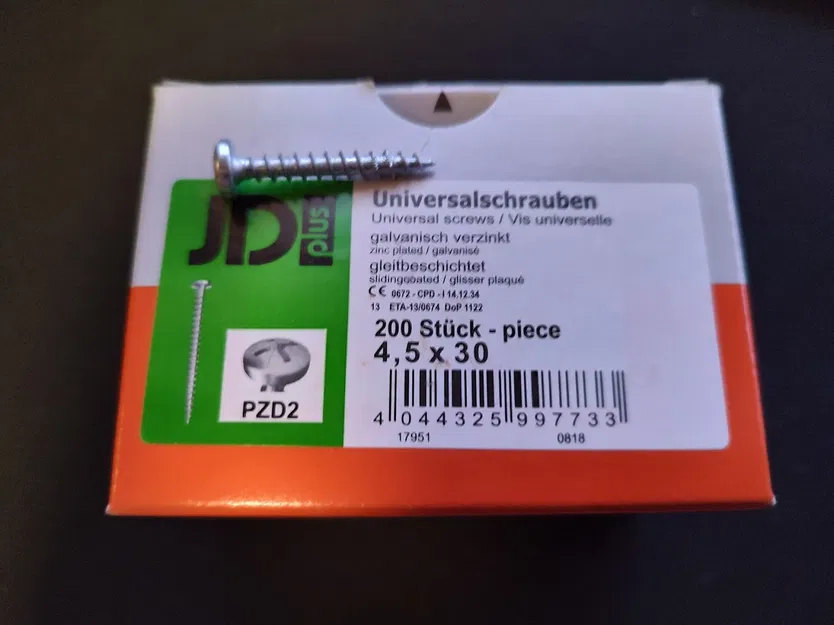 JD plus
Universalschrauben
Universal screws / Vis universelle
galvanisch verzinkt
zinc plated / galvanisé
gleitbeschichtet
slidingcoated / glisser plaqué
CE 0672 - CPD - I 14.12.34
13 ETA-13/0674 DoP 1122
200 Stück - piece
4,5 x 30
PZD2
4 044325 997733
17951 0818